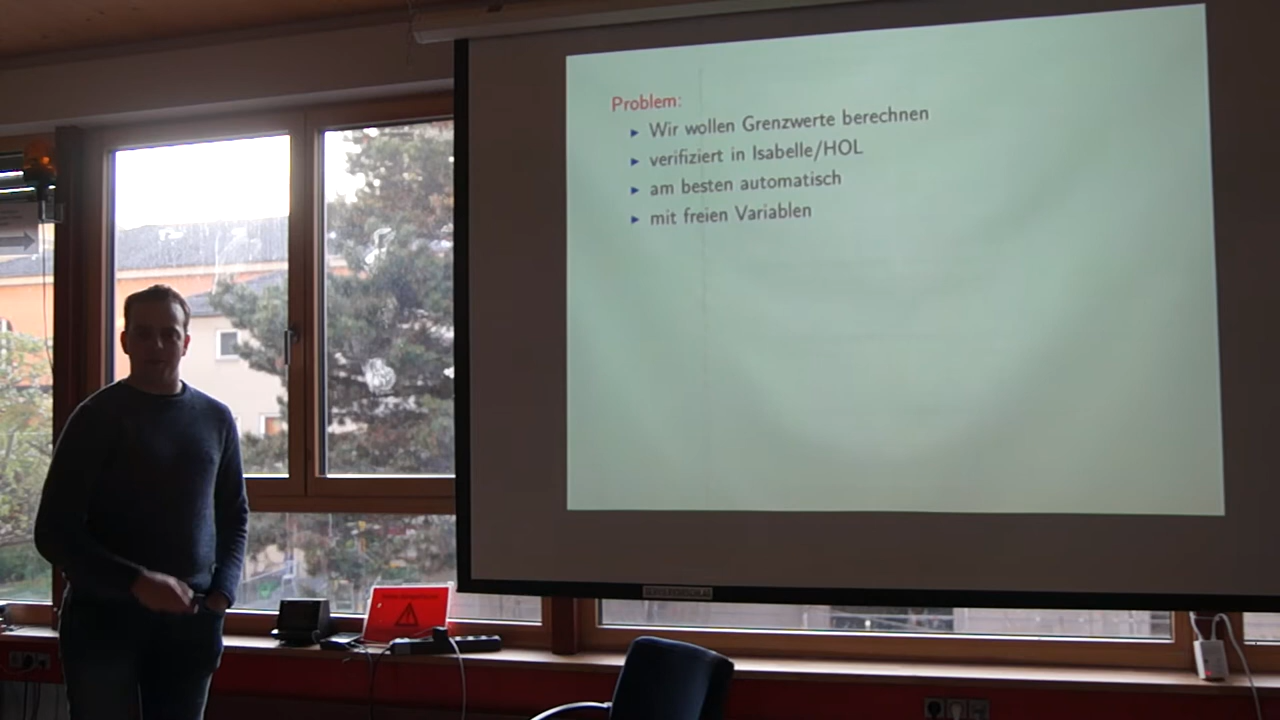 Problem:
▸ Wir wollen Grenzwerte berechnen
▸ verifiziert in Isabelle/HOL
▸ am besten automatisch
▸ mit freien Variablen